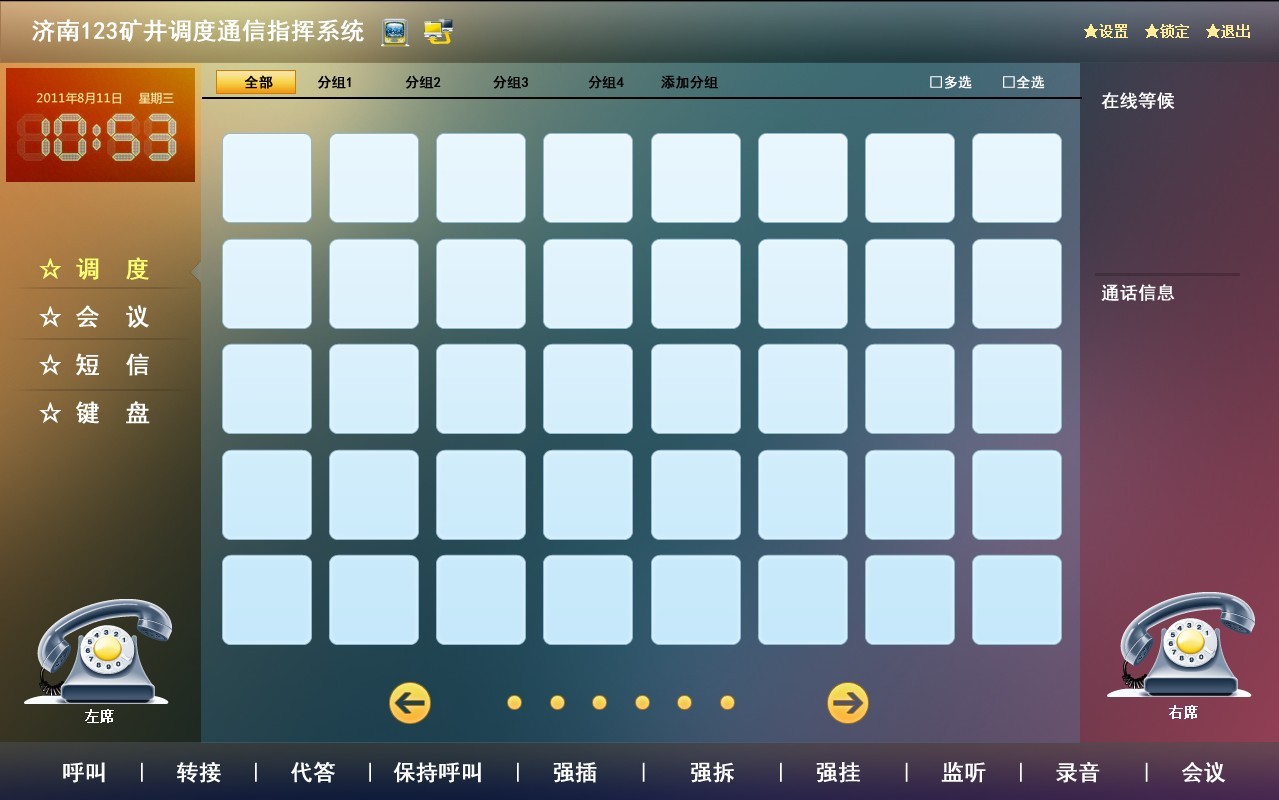 济南123矿井调度通信指挥系统
★设置 ★锁定 ★退出
2011年8月11日 星期三
10:53
全部 分组1 分组2 分组3 分组4 添加分组 □多选 □全选
在线等候
☆ 调 度
☆ 会 议
☆ 短 信
☆ 键 盘
通话信息
左席
右席
呼叫 | 转接 | 代答 | 保持呼叫 | 强插 | 强拆 | 强挂 | 监听 | 录音 | 会议